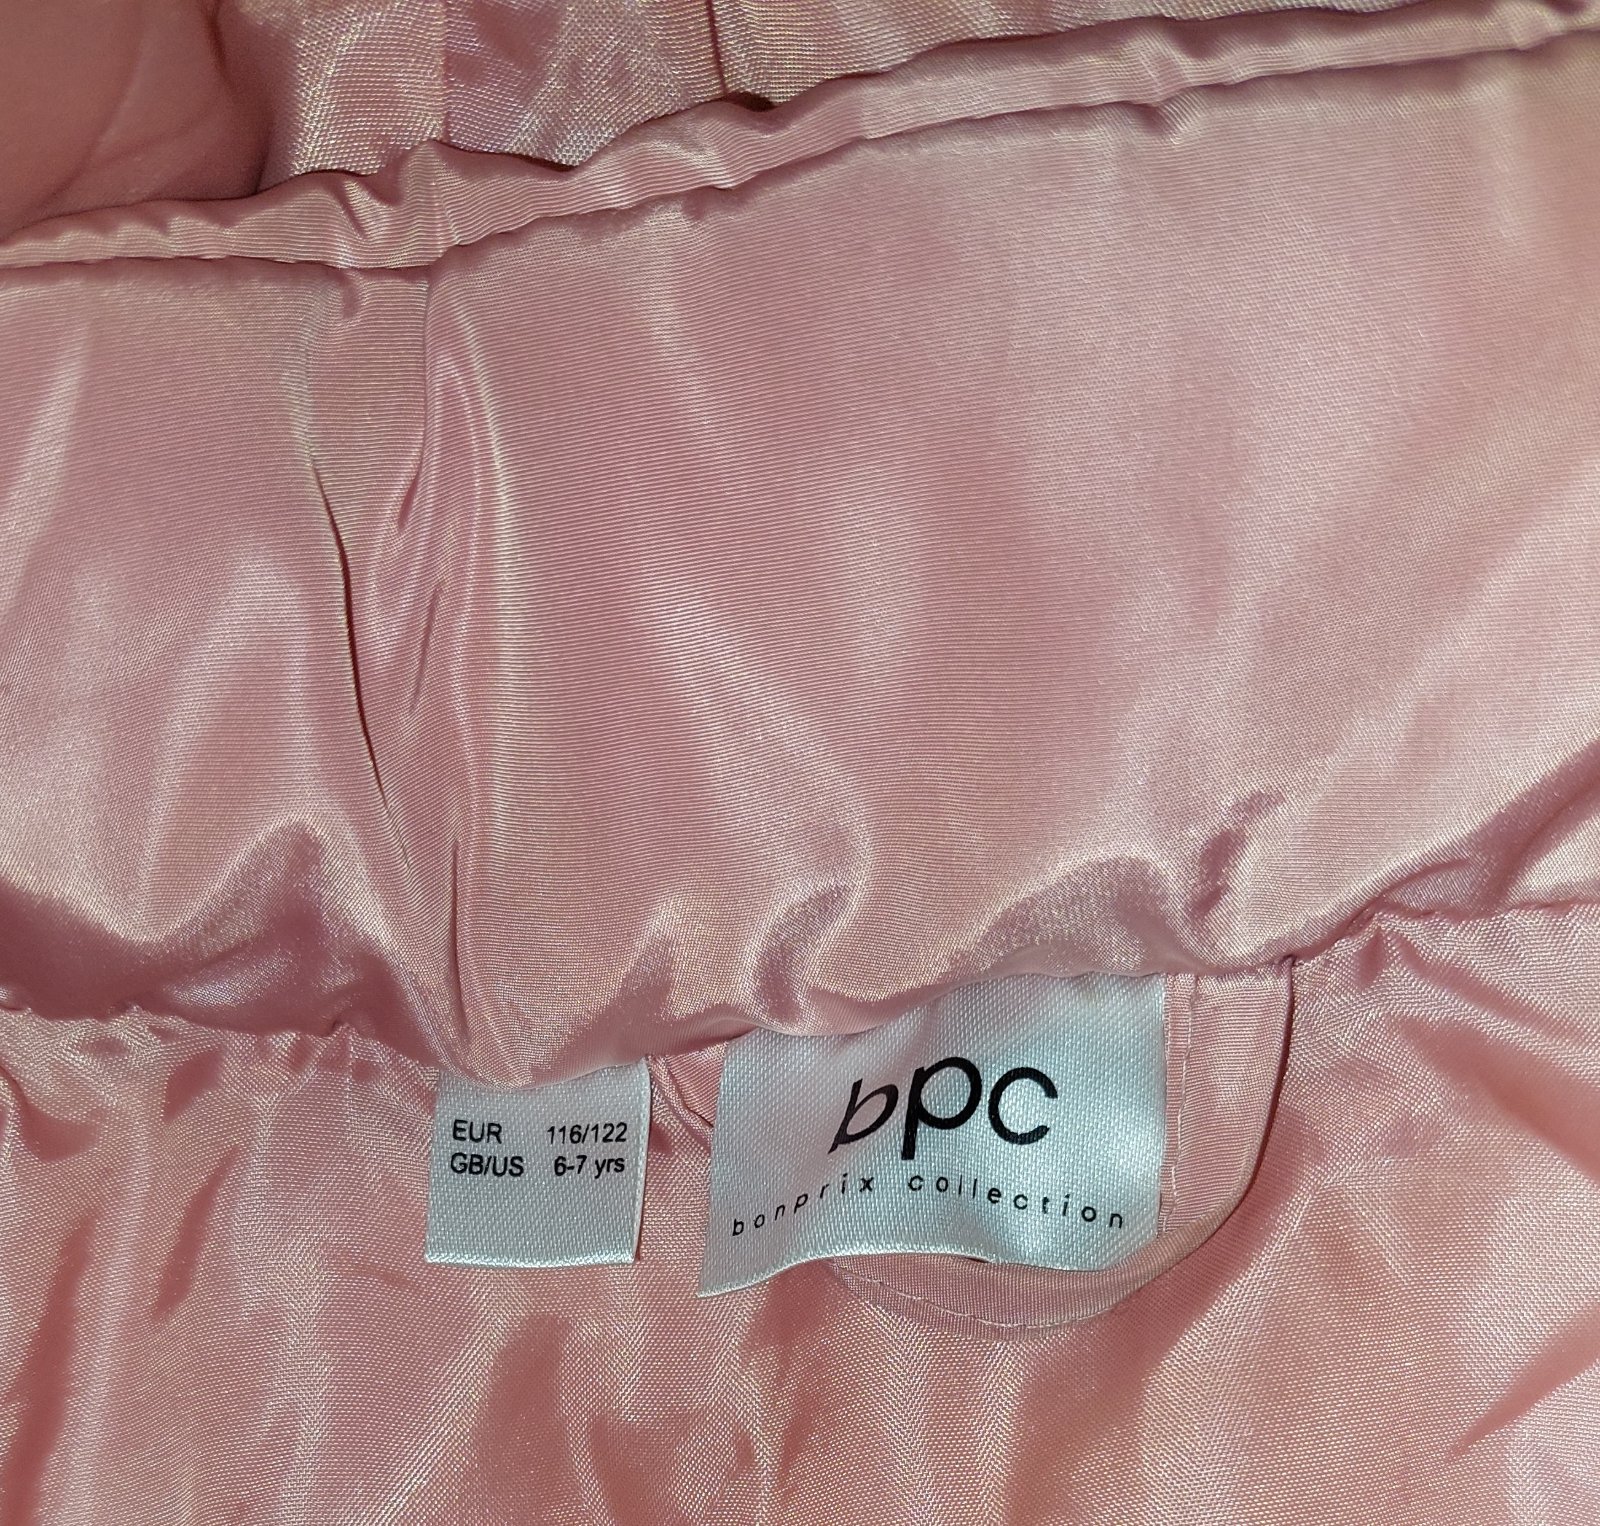 EUR 116/122
GB/US 6-7 yrs
bpc
bonprix collection